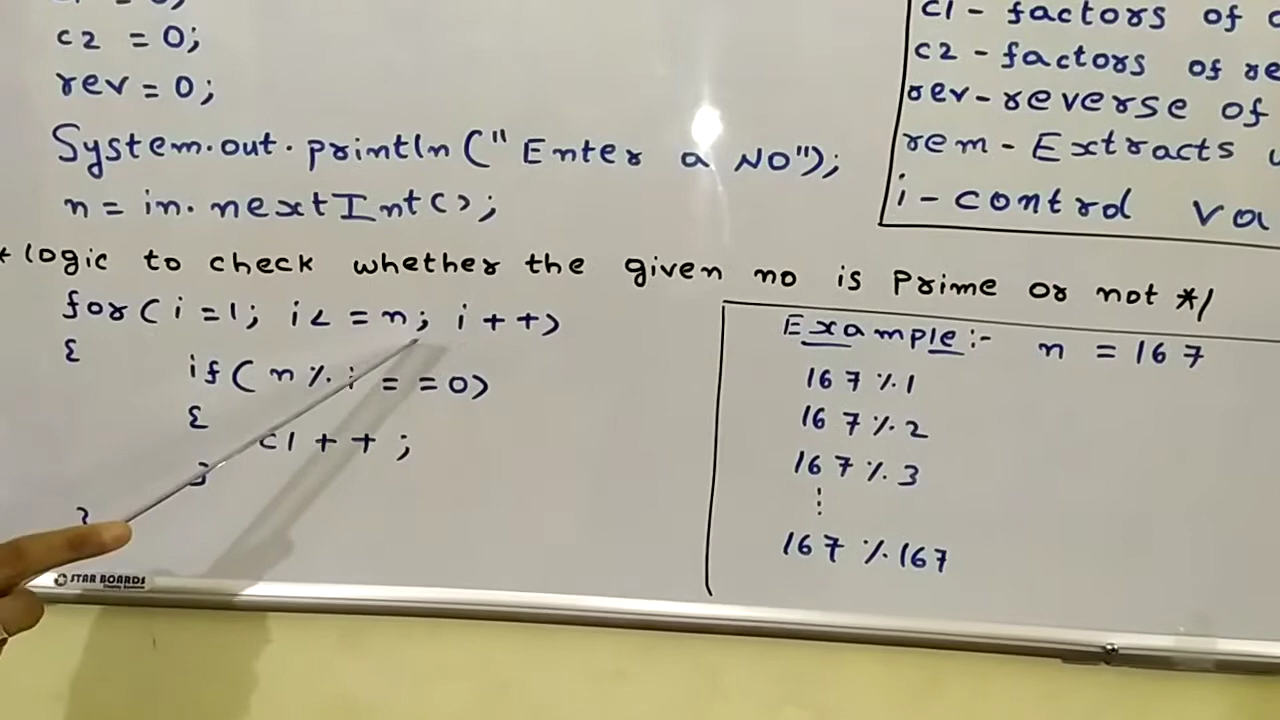 c2 = 0;
rev = 0;
System.out.println("Enter a NO");
n = in.nextInt();
* logic to check whether the given no is Prime or not */
for(i=1; i<=n; i++)
{
if(n%i==0)
{
c1++;
}
}
c1 - factors of
c2 - factors of re
rev - reverse of
rem - Extracts
i - control va
Example:- n = 167
167%1
167%2
167%3
⋮
167%167
STAR BOARDS